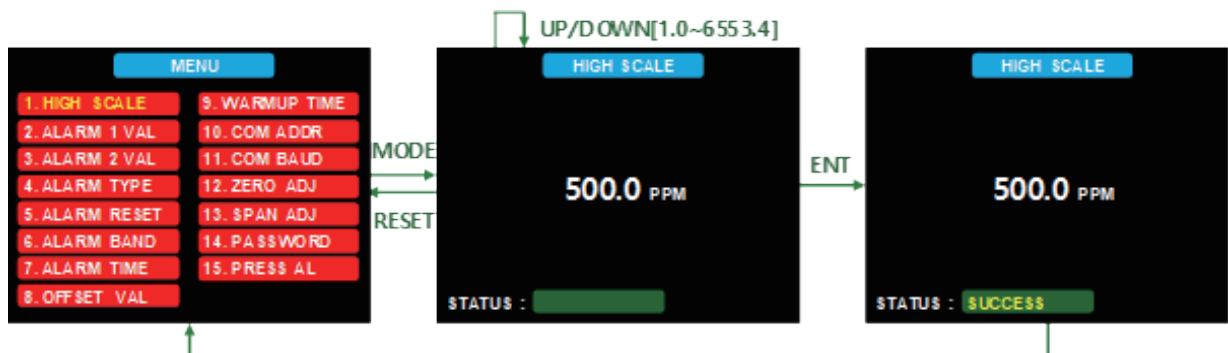 UP/DOWN[1.0~6553.4]
MENU
1. HIGH SCALE
2. ALARM 1 VAL
3. ALARM 2 VAL
4. ALARM TYPE
5. ALARM RESET
6. ALARM BAND
7. ALARM TIME
8. OFFSET VAL
9. WARMUP TIME
10. COM ADDR
11. COM BAUD
12. ZERO ADJ
13. SPAN ADJ
14. PASSWORD
15. PRESS AL
MODE
RESET
HIGH SCALE
500.0 PPM
STATUS :
ENT
HIGH SCALE
500.0 PPM
STATUS : SUCCESS